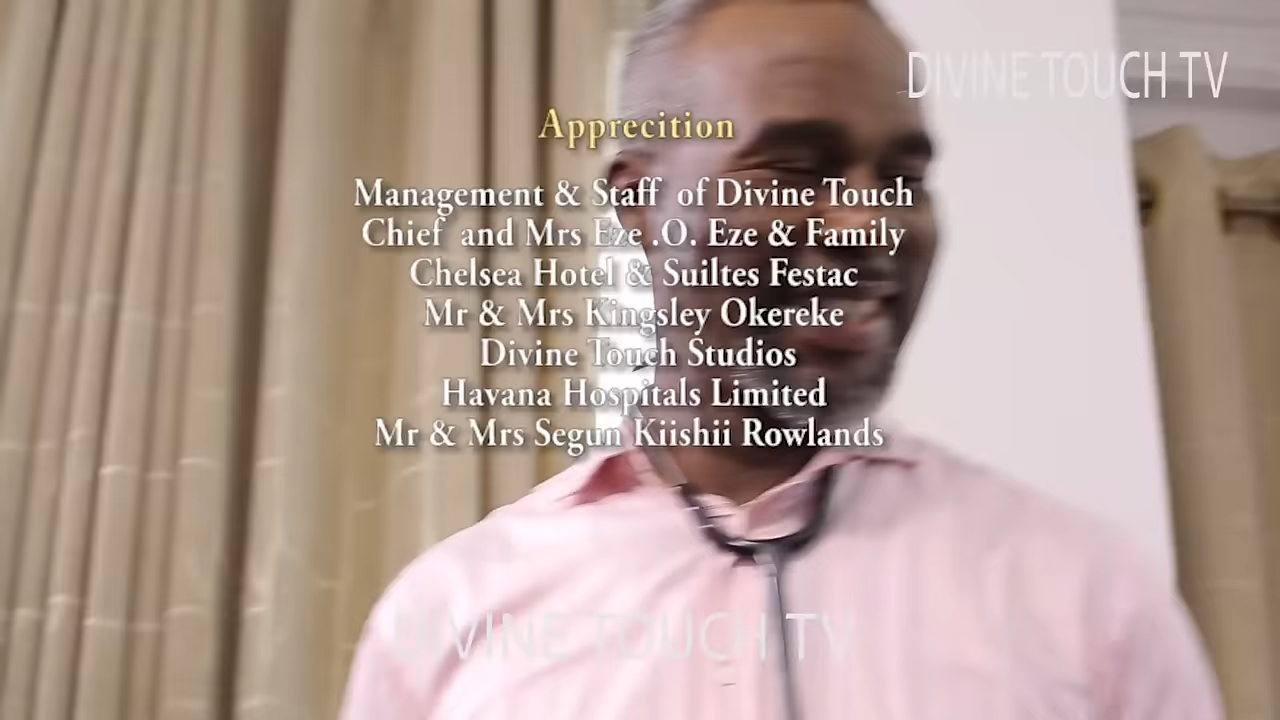 DIVINE TOUCH TV
Apprecition
Management & Staff of Divine Touch
Chief and Mrs Eze .O. Eze & Family
Chelsea Hotel & Suiltes Festac
Mr & Mrs Kingsley Okereke
Divine Touch Studios
Havana Hospitals Limited
Mr & Mrs Segun Kiishii Rowlands
DIVINE TOUCH TV